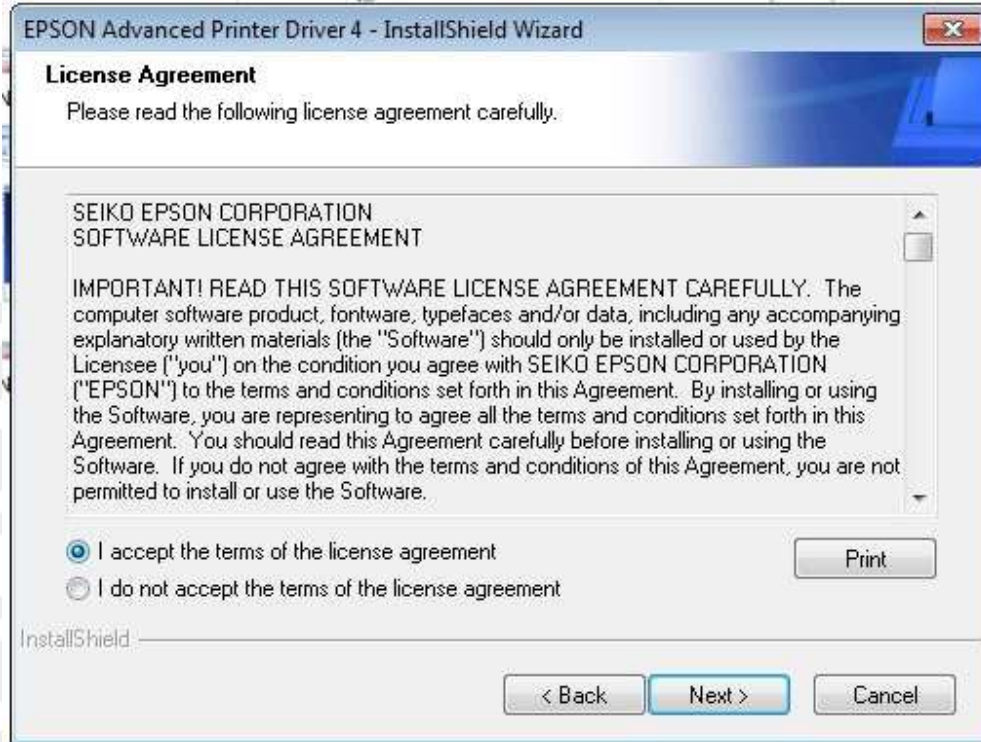 EPSON Advanced Printer Driver 4 - InstallShield Wizard
License Agreement
Please read the following license agreement carefully.
SEIKO EPSON CORPORATION
SOFTWARE LICENSE AGREEMENT
IMPORTANT! READ THIS SOFTWARE LICENSE AGREEMENT CAREFULLY. The
computer software product, fontware, typefaces and/or data, including any accompanying
explanatory written materials (the "Software") should only be installed or used by the
Licensee ("you") on the condition you agree with SEIKO EPSON CORPORATION
("EPSON") to the terms and conditions set forth in this Agreement. By installing or using
the Software, you are representing to agree all the terms and conditions set forth in this
Agreement. You should read this Agreement carefully before installing or using the
Software. If you do not agree with the terms and conditions of this Agreement, you are not
permitted to install or use the Software.
I accept the terms of the license agreement
Print
I do not accept the terms of the license agreement
InstallShield
< Back Next > Cancel